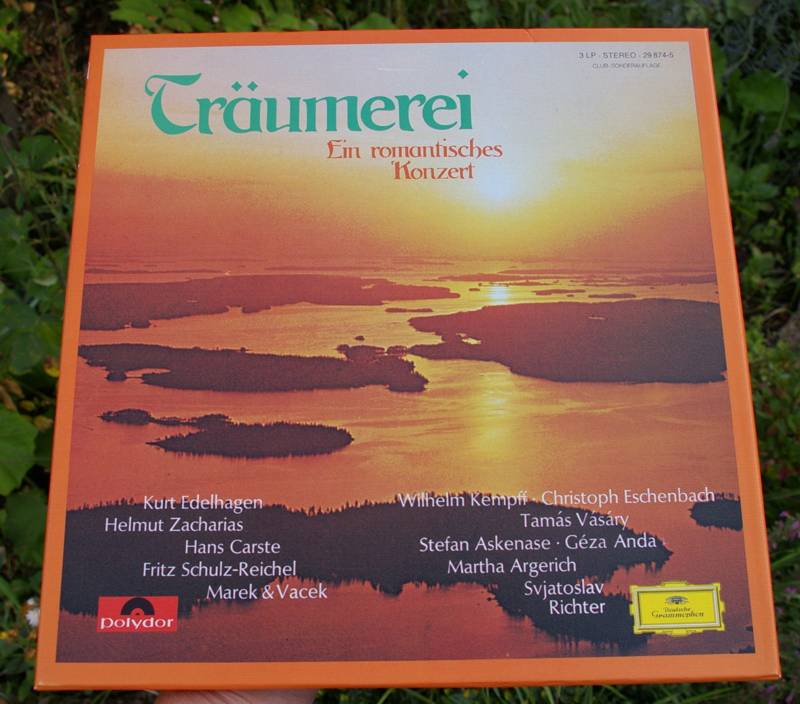 3 LP · STEREO · 29 874-5
CLUB-SONDERAUFLAGE
Träumerei
Ein romantisches
Konzert
Kurt Edelhagen
Helmut Zacharias
Hans Carste
Fritz Schulz-Reichel
Marek & Vacek
Polydor
Wilhelm Kempff · Christoph Eschenbach
Tamás Vásáry
Stefan Askenase · Géza Anda
Martha Argerich
Svjatoslav
Richter
Deutsche
Grammophon